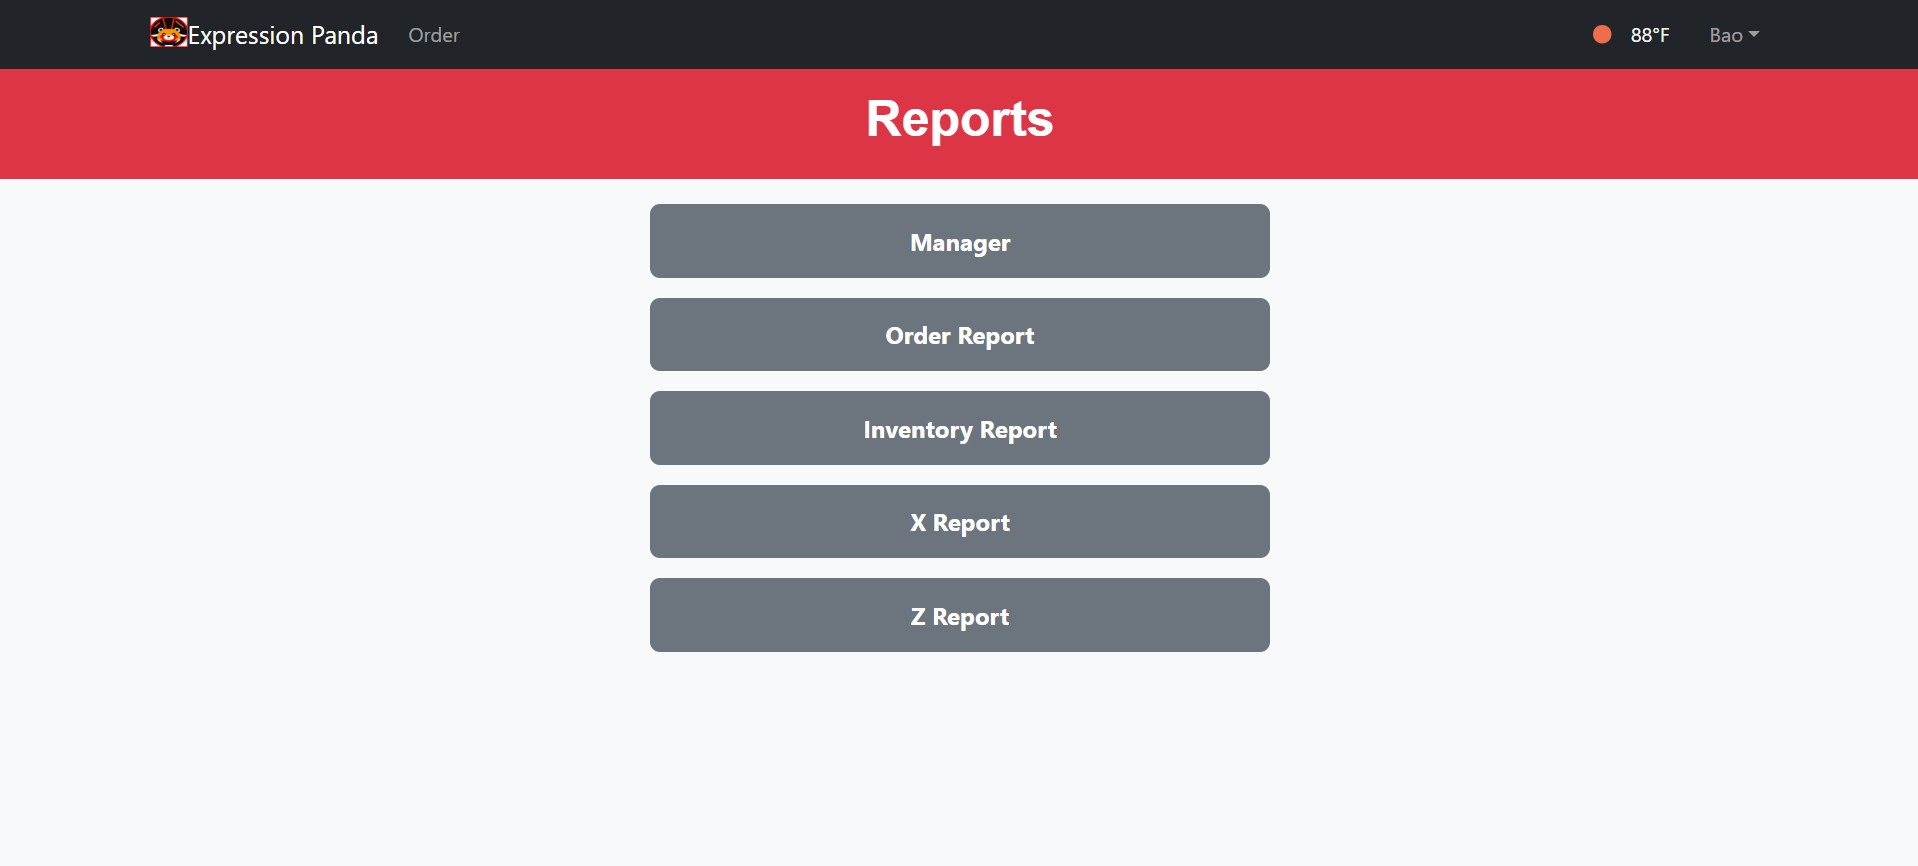 Expression Panda Order 88°F Bao
Reports
Manager
Order Report
Inventory Report
X Report
Z Report